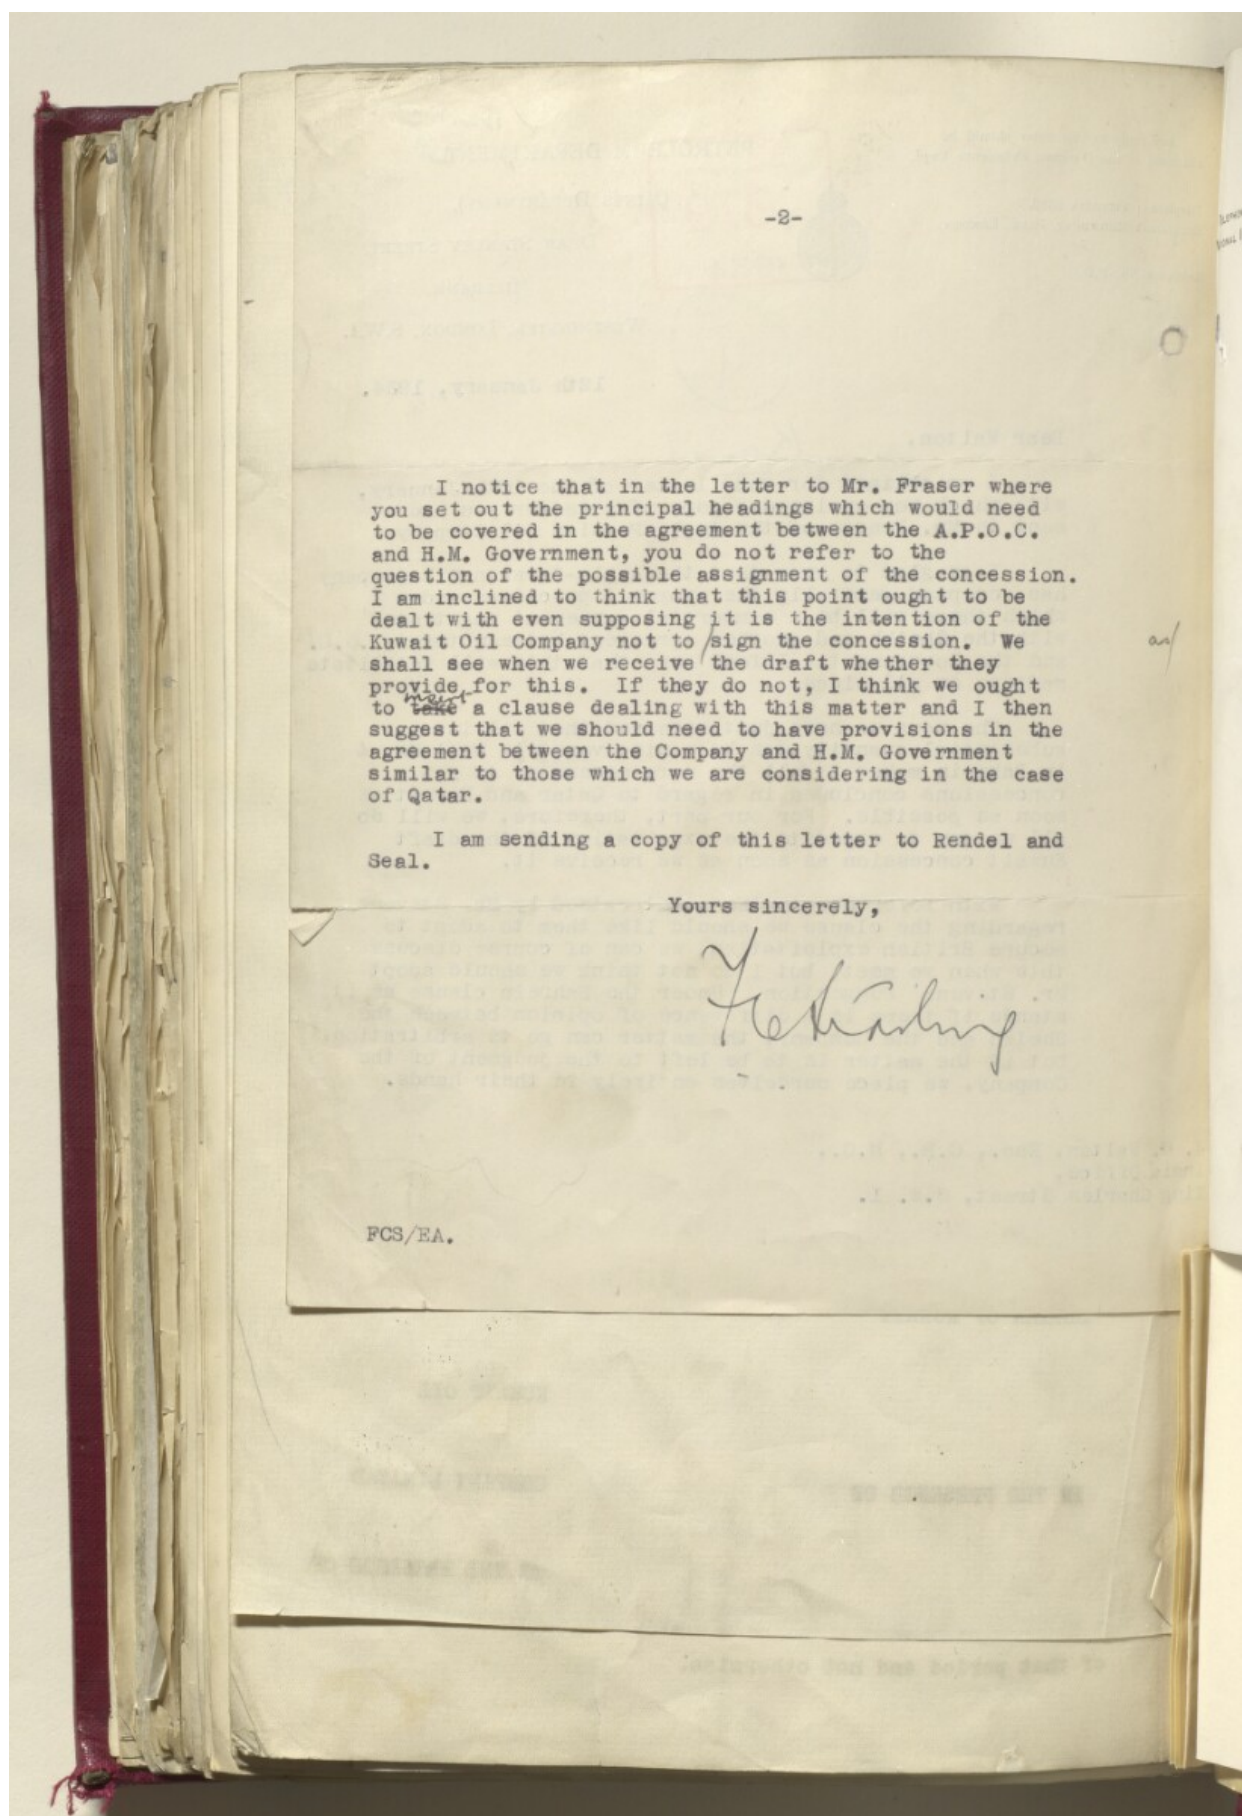 -2-
I notice that in the letter to Mr. Fraser where
you set out the principal headings which would need
to be covered in the agreement between the A.P.O.C.
and H.M. Government, you do not refer to the
question of the possible assignment of the concession.
I am inclined to think that this point ought to be
dealt with even supposing it is the intention of the
Kuwait Oil Company not to /sign the concession. We
as/
shall see when we receive the draft whether they
provide for this. If they do not, I think we ought
insert
to take a clause dealing with this matter and I then
suggest that we should need to have provisions in the
agreement between the Company and H.M. Government
similar to those which we are considering in the case
of Qatar.
I am sending a copy of this letter to Rendel and
Seal.
Yours sincerely,
FCStarling
FCS/EA.